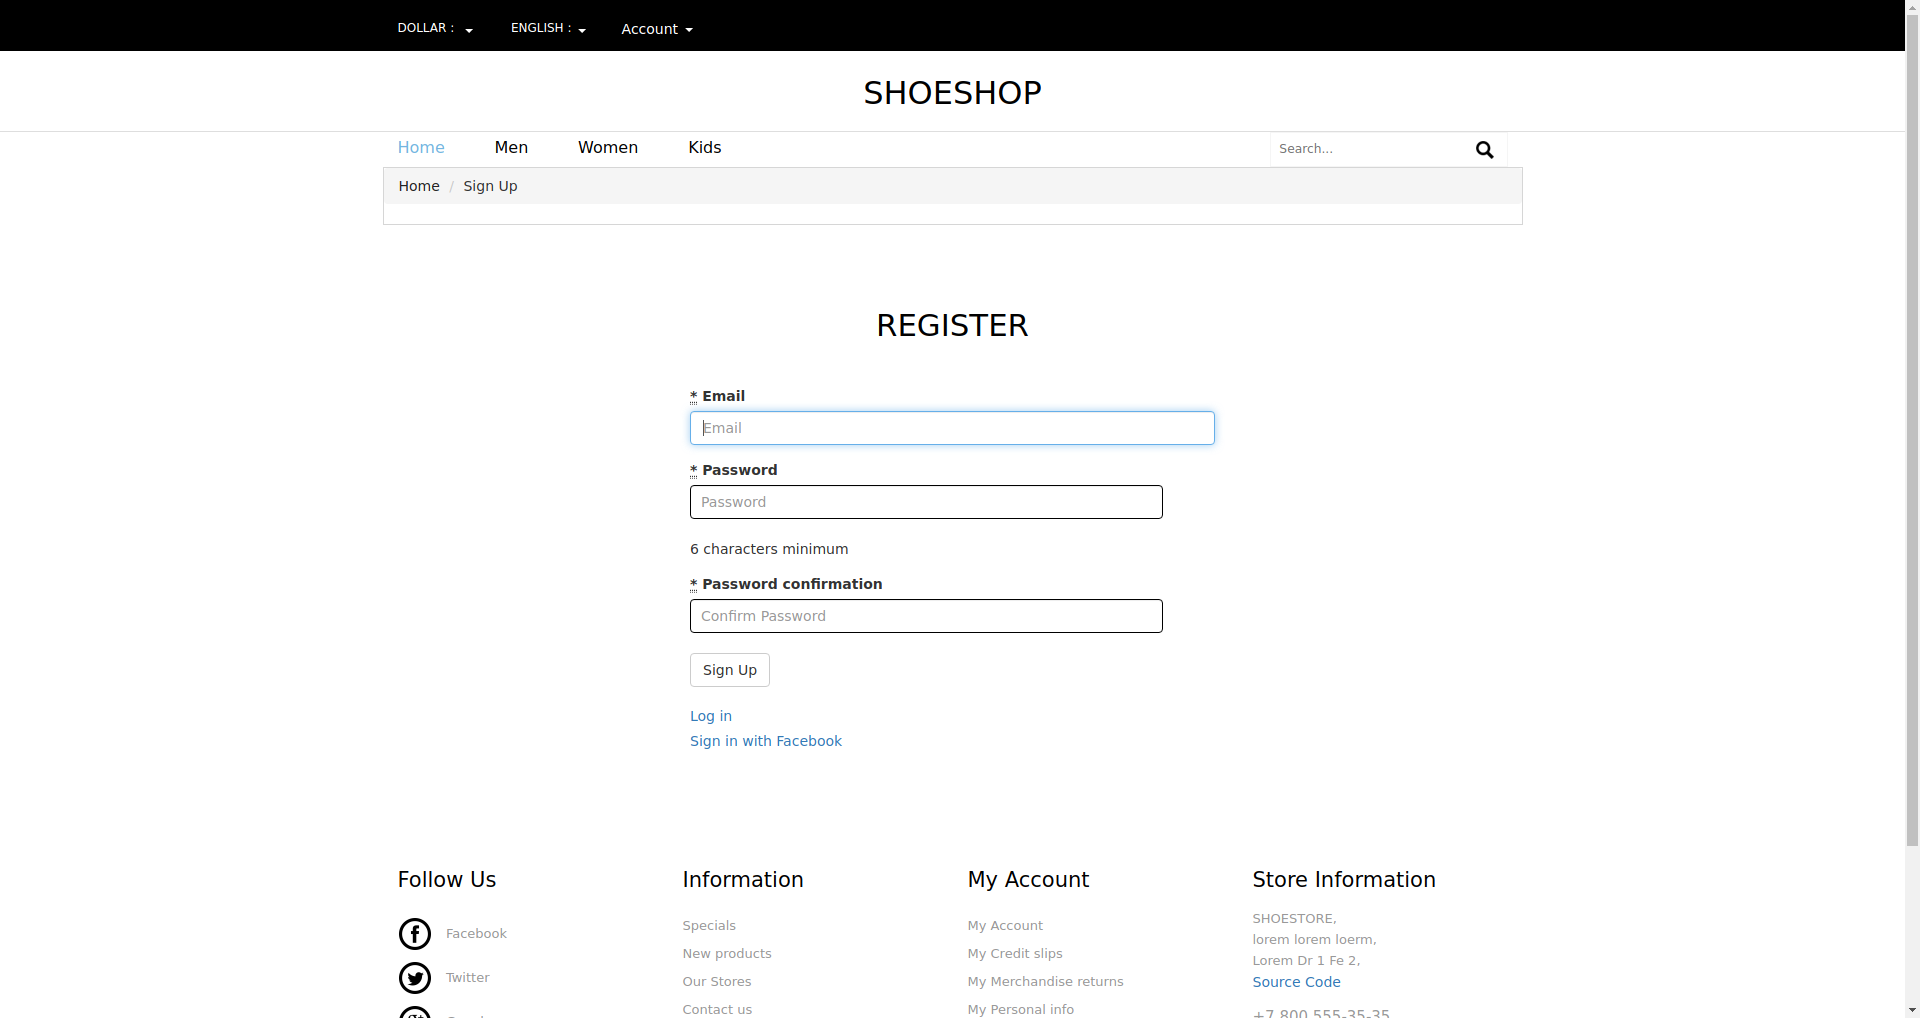 DOLLAR :
ENGLISH :
Account
SHOESHOP
Home
Men
Women
Kids
Search...
Home / Sign Up
REGISTER
* Email
Email
* Password
Password
6 characters minimum
* Password confirmation
Confirm Password
Sign Up
Log in
Sign in with Facebook
Follow Us
Facebook
Twitter
Information
Specials
New products
Our Stores
Contact us
My Account
My Account
My Credit slips
My Merchandise returns
My Personal info
Store Information
SHOESTORE,
lorem lorem loerm,
Lorem Dr 1 Fe 2,
Source Code
+7 800 555-35-35